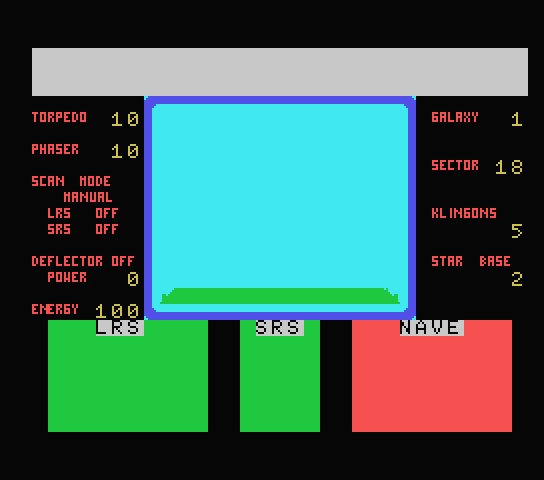 TORPEDO 10
PHASER 10
SCAN MODE
MANUAL
LRS OFF
SRS OFF
DEFLECTOR OFF
POWER 0
ENERGY 100
GALAXY 1
SECTOR 18
KLINGONS
5
STAR BASE
2
LRS
SRS
NAVE